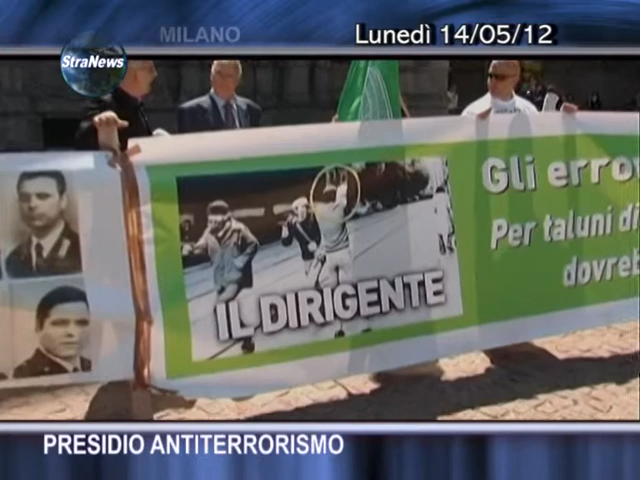 MILANO
Lunedì 14/05/12
StraNews
Gli erro
Per taluni di
dovreb
IL DIRIGENTE
PRESIDIO ANTITERRORISMO